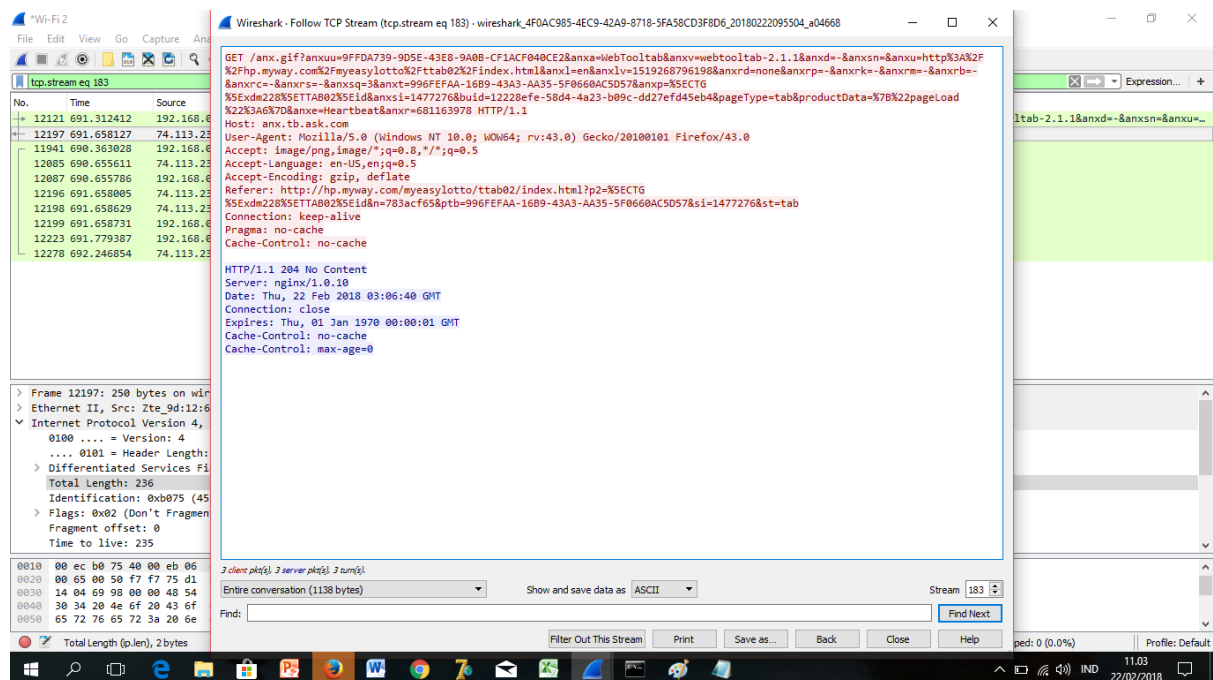 *Wi-Fi 2
File Edit View Go Capture Ana
tcp.stream eq 183
Expression... +
No. Time Source
12121 691.312412 192.168.0
12197 691.658127 74.113.23
11941 690.363028 192.168.0
12085 690.655611 74.113.23
12087 690.655786 192.168.0
12196 691.658005 74.113.23
12198 691.658629 74.113.23
12199 691.658731 192.168.0
12223 691.779387 192.168.0
12278 692.246854 74.113.23
ltab-2.1.1&anxd=-&anxsn=&anxu=…
Wireshark · Follow TCP Stream (tcp.stream eq 183) · wireshark_4F0AC985-4EC9-42A9-8718-5FA58CD3F8D6_20180222095504_a04668
GET /anx.gif?anxuu=9FFDA739-9D5E-43E8-9A0B-CF1ACF040CE2&anxa=WebTooltab&anxv=webtooltab-2.1.1&anxd=-&anxsn=&anxu=http%3A%2F
%2Fhp.myway.com%2Fmyeasylotto%2Fttab02%2Findex.html&anxl=en&anxlv=1519268796198&anxrd=none&anxrp=-&anxrk=-&anxrm=-&anxrb=-
&anxrc=-&anxrs=-&anxsq=3&anxt=996FEFAA-16B9-43A3-AA35-5F0660AC5D57&anxp=%5ECTG
%5Exdm228%5ETTAB02%5Eid&anxsi=1477276&buid=12228efe-58d4-4a23-b09c-dd27efd45eb4&pageType=tab&productData=%7B%22pageLoad
%22%3A6%7D&anxe=Heartbeat&anxr=681163978 HTTP/1.1
Host: anx.tb.ask.com
User-Agent: Mozilla/5.0 (Windows NT 10.0; WOW64; rv:43.0) Gecko/20100101 Firefox/43.0
Accept: image/png,image/*;q=0.8,*/*;q=0.5
Accept-Language: en-US,en;q=0.5
Accept-Encoding: gzip, deflate
Referer: http://hp.myway.com/myeasylotto/ttab02/index.html?p2=%5ECTG
%5Exdm228%5ETTAB02%5Eid&n=783acf65&ptb=996FEFAA-16B9-43A3-AA35-5F0660AC5D57&si=1477276&st=tab
Connection: keep-alive
Pragma: no-cache
Cache-Control: no-cache
HTTP/1.1 204 No Content
Server: nginx/1.0.10
Date: Thu, 22 Feb 2018 03:06:40 GMT
Connection: close
Expires: Thu, 01 Jan 1970 00:00:01 GMT
Cache-Control: no-cache
Cache-Control: max-age=0
3 client pkt(s), 3 server pkt(s), 3 turn(s).
Entire conversation (1138 bytes) Show and save data as ASCII Stream 183
Find: Find Next
Filter Out This Stream Print Save as... Back Close Help
Frame 12197: 250 bytes on wir
Ethernet II, Src: Zte_9d:12:6
Internet Protocol Version 4,
0100 .... = Version: 4
.... 0101 = Header Length:
Differentiated Services Fi
Total Length: 236
Identification: 0xb075 (45
Flags: 0x02 (Don't Fragmen
Fragment offset: 0
Time to live: 235
0010 00 ec b0 75 40 00 eb 06
0020 00 65 00 50 f7 f7 75 d1
0030 14 04 69 98 00 00 48 54
0040 30 34 20 4e 6f 20 43 6f
0050 65 72 76 65 72 3a 20 6e
Total Length (ip.len), 2 bytes
ped: 0 (0.0%) Profile: Default
IND
11.03
22/02/2018